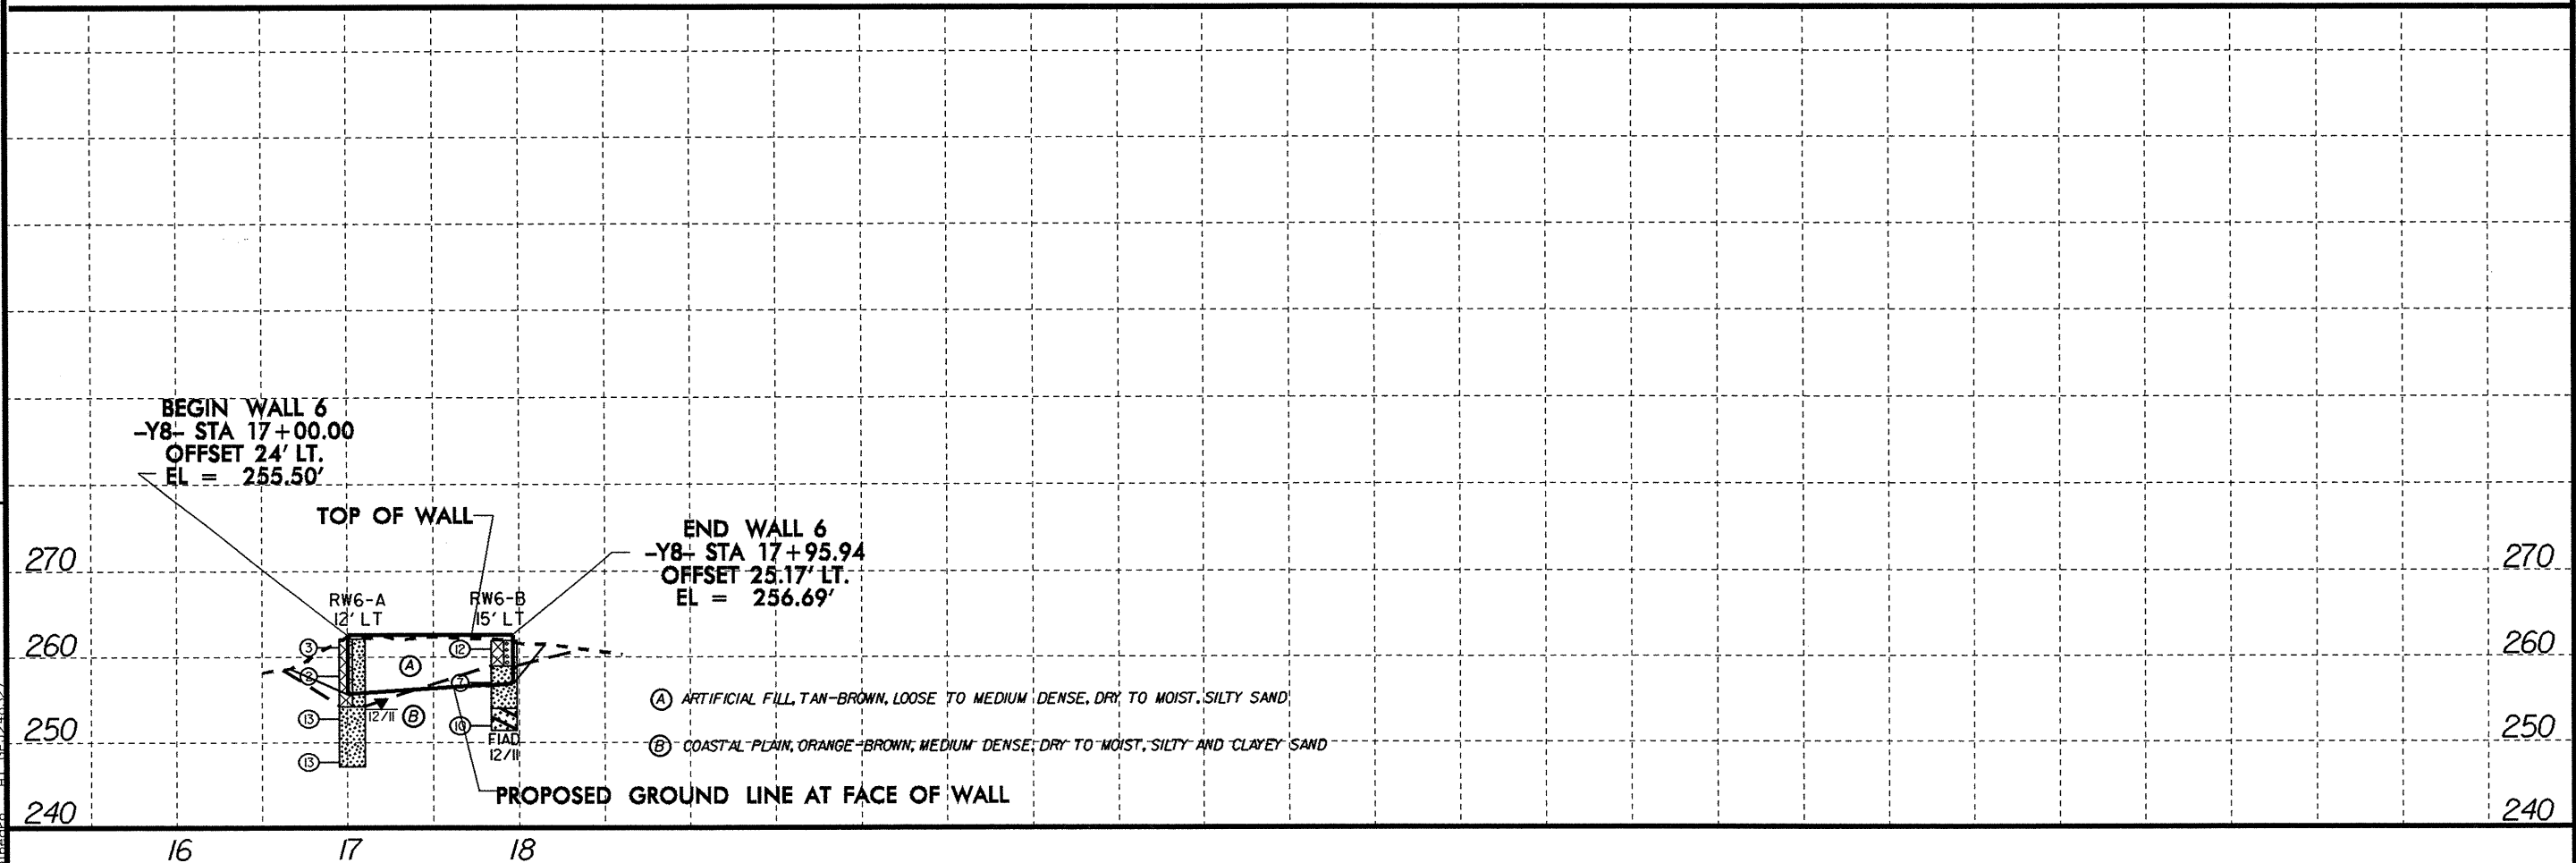 BEGIN WALL 6
-Y8- STA 17+00.00
OFFSET 24' LT.
EL = 255.50'
TOP OF WALL
END WALL 6
-Y8- STA 17+95.94
OFFSET 25.17' LT.
EL = 256.69'
270
270
RW6-A
12' LT
RW6-B
15' LT
260
260
3
12
A
2
7
A ARTIFICIAL FILL, TAN-BROWN, LOOSE TO MEDIUM DENSE, DRY TO MOIST, SILTY SAND
13
12/11
B
10
250
250
FIAD
12/11
B COASTAL PLAIN, ORANGE-BROWN, MEDIUM DENSE, DRY TO MOIST, SILTY AND CLAYEY SAND
13
PROPOSED GROUND LINE AT FACE OF WALL
240
240
16
17
18